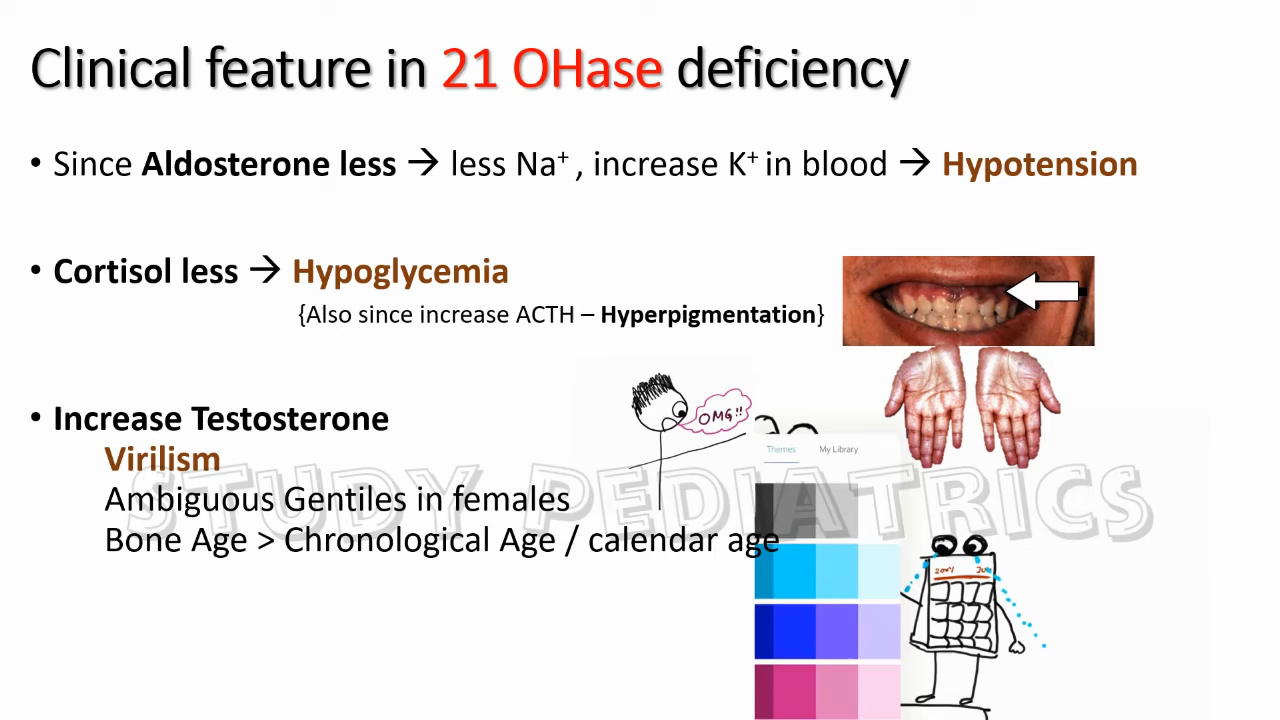 Clinical feature in 21 OHase deficiency
• Since Aldosterone less → less Na⁺ , increase K⁺ in blood → Hypotension
• Cortisol less → Hypoglycemia
{Also since increase ACTH – Hyperpigmentation}
• Increase Testosterone
Virilism
Ambiguous Gentiles in females
Bone Age > Chronological Age / calendar age
OMG!!
Themes My Library
STUDY PEDIATRICS